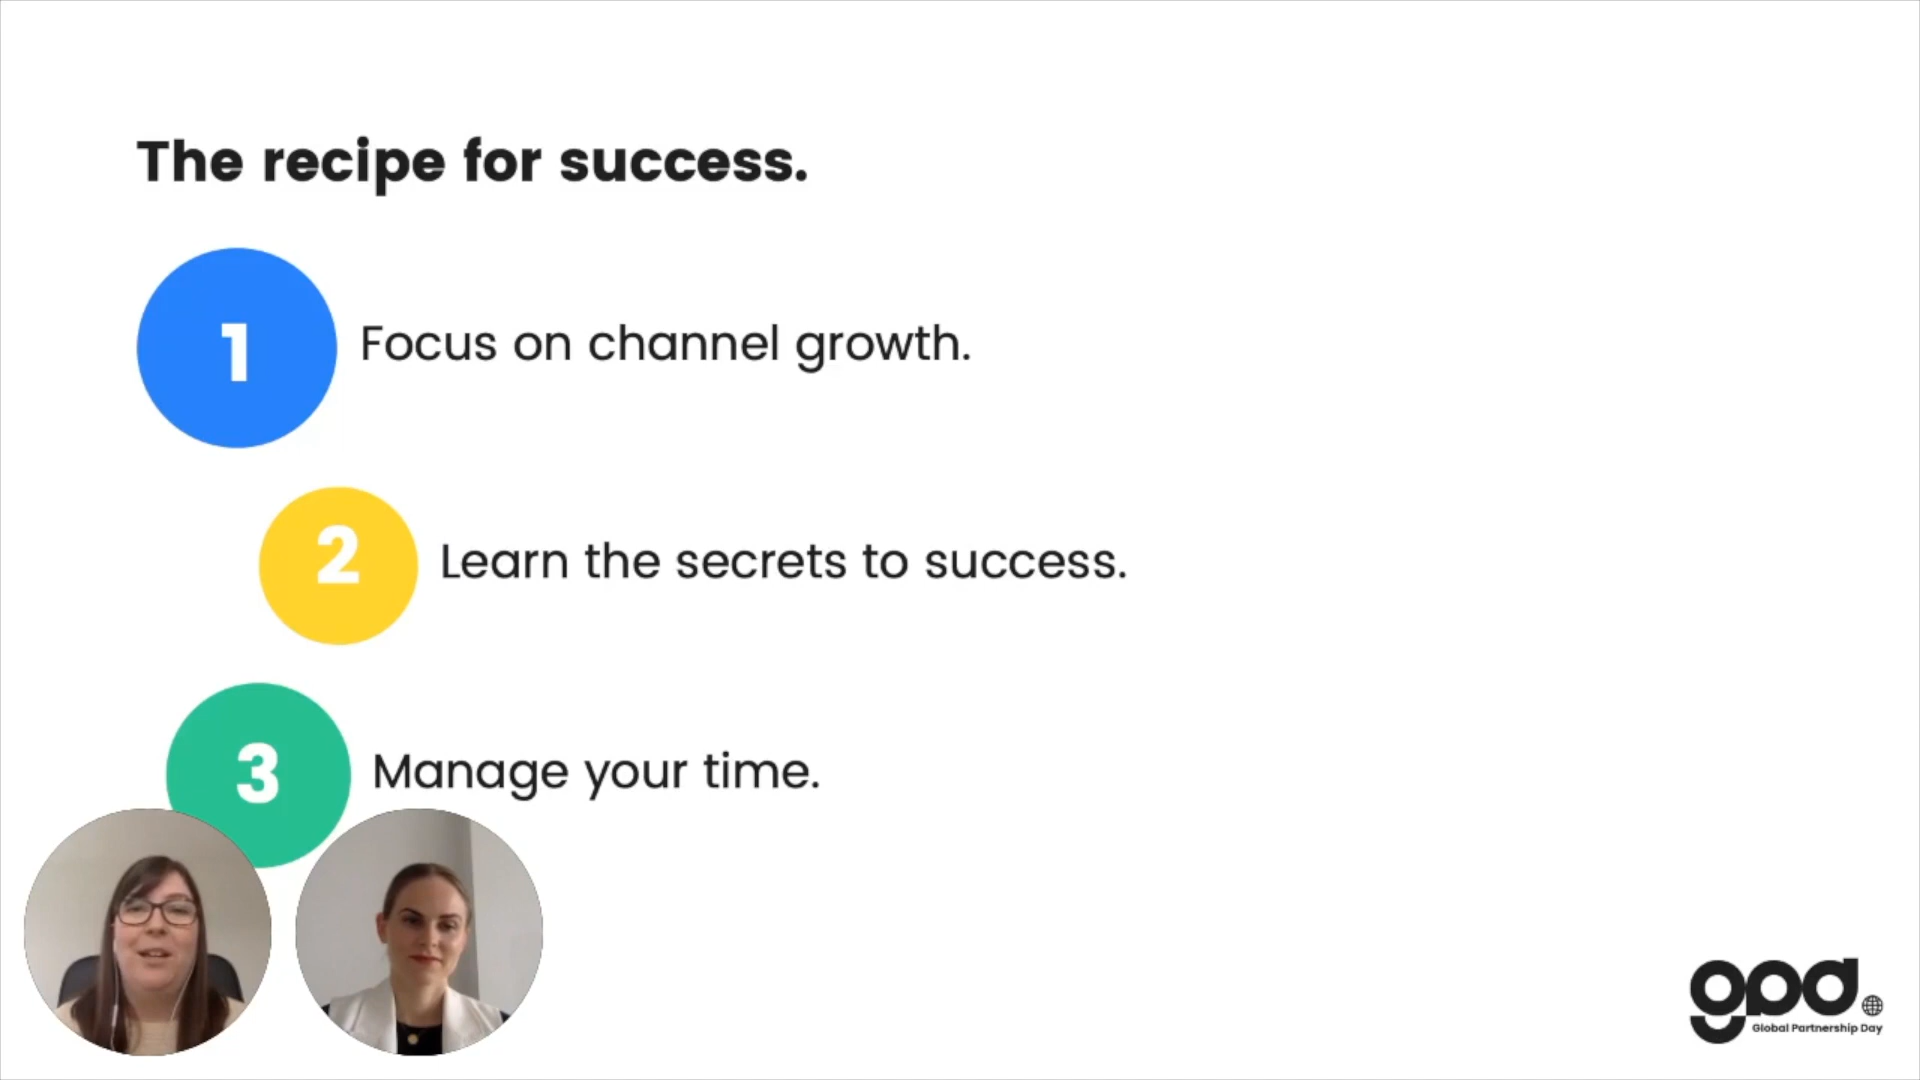 The recipe for success.
1
Focus on channel growth.
2
Learn the secrets to success.
3
Manage your time.
gpd.
Global Partnership Day